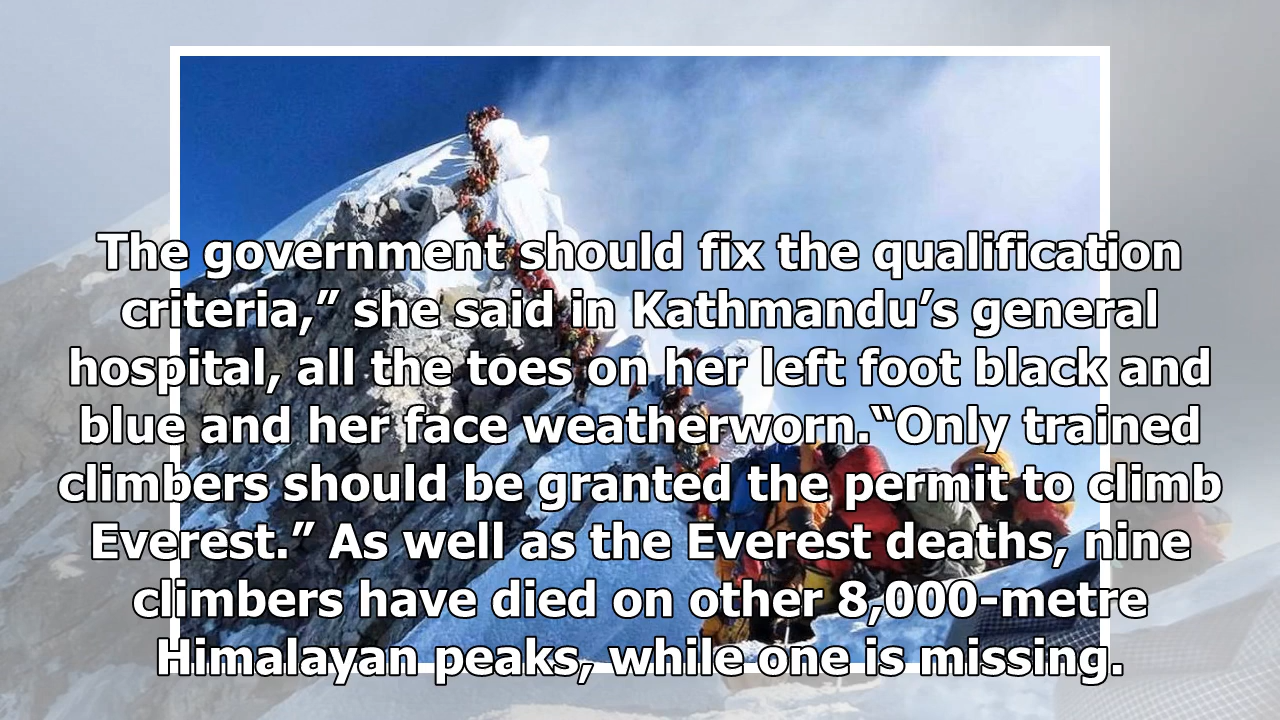 The government should fix the qualification
criteria,” she said in Kathmandu’s general
hospital, all the toes on her left foot black and
blue and her face weatherworn.“Only trained
climbers should be granted the permit to climb
Everest.” As well as the Everest deaths, nine
climbers have died on other 8,000-metre
Himalayan peaks, while one is missing.